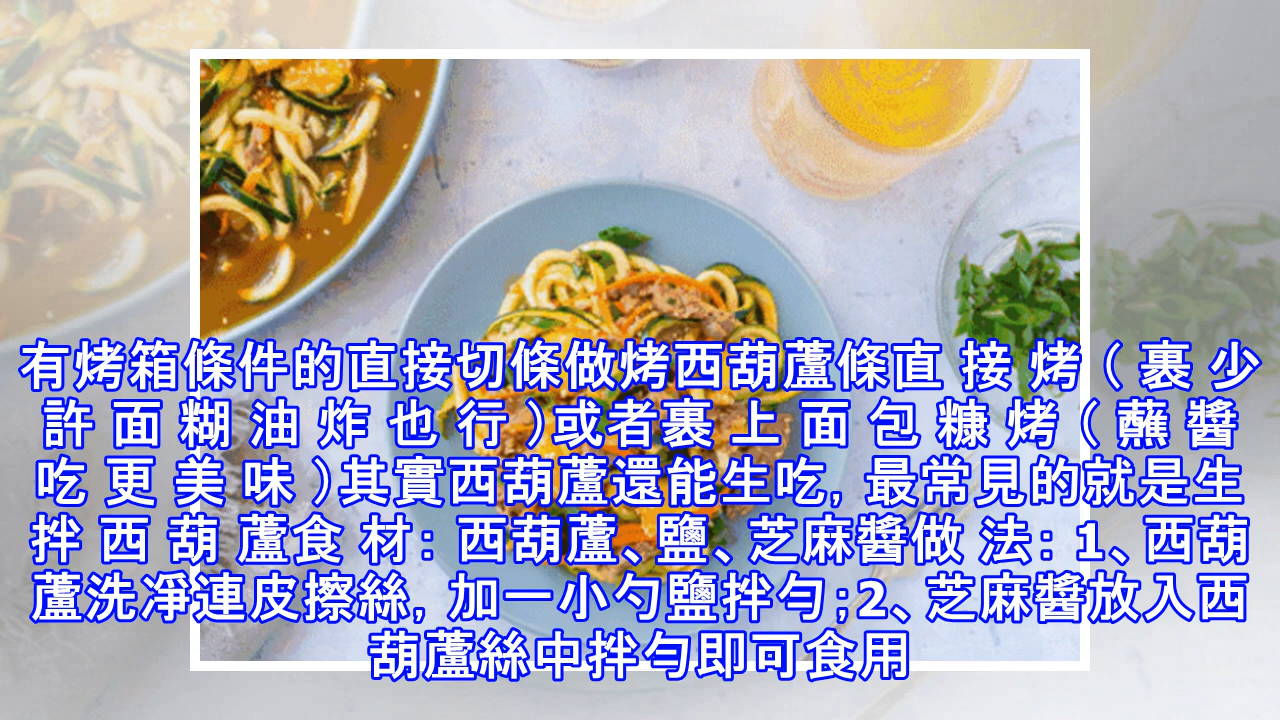 有烤箱條件的直接切條做烤西葫蘆條直 接 烤 ( 裹 少
許 面 糊 油 炸 也 行 )或者裹 上 面 包 糠 烤 ( 蘸 醬
吃 更 美 味 )其實西葫蘆還能生吃, 最常見的就是生
拌 西 葫 蘆食 材: 西葫蘆、鹽、芝麻醬做 法: 1、西葫
蘆洗凈連皮擦絲, 加一小勺鹽拌勻;2、芝麻醬放入西
葫蘆絲中拌勻即可食用